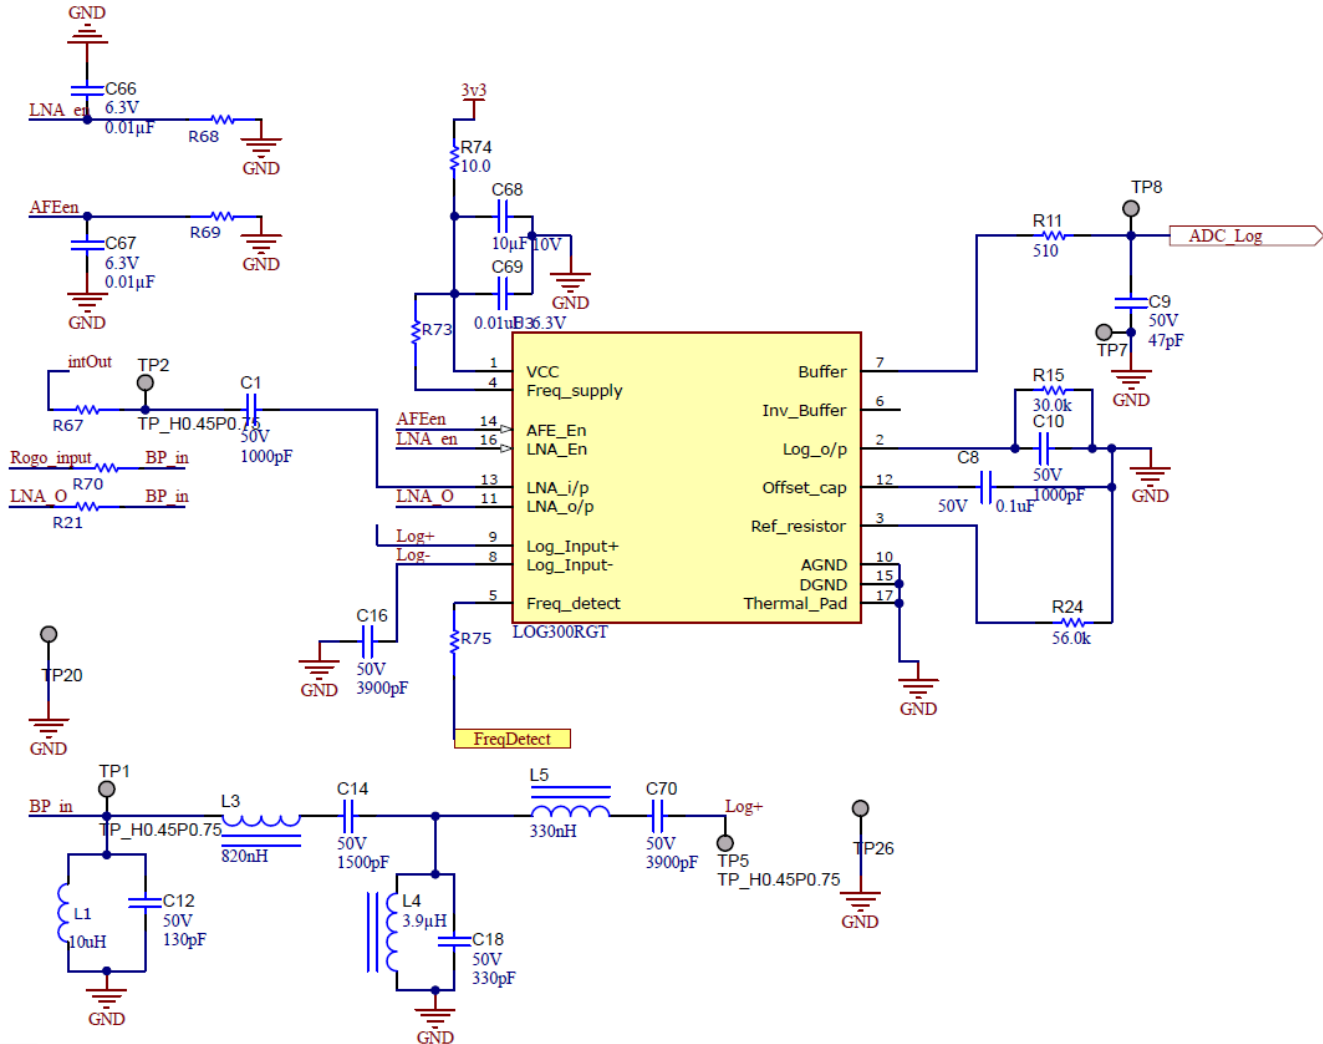 GND
C66
6.3V
0.01µF
LNA_en
R68
GND
AFEen
C67
6.3V
0.01µF
R69
GND
GND
3v3
R74
10.0
C68
10µF
10V
C69
0.01uF
6.3V
GND
R73
intOut
TP2
C1
R67
TP_H0.45P0.75
50V
1000pF
Rogo_input
BP_in
R70
LNA_O
BP_in
R21
AFEen
LNA_en
LNA_O
Log+
Log-
1
VCC
4
Freq_supply
14
AFE_En
16
LNA_En
13
LNA_i/p
11
LNA_o/p
9
Log_Input+
8
Log_Input-
5
Freq_detect
LOG300RGT
Buffer
7
Inv_Buffer
6
Log_o/p
2
Offset_cap
12
Ref_resistor
3
AGND
10
DGND
15
Thermal_Pad
17
TP8
R11
510
ADC_Log
C9
50V
47pF
TP7
GND
R15
30.0k
C10
50V
1000pF
C8
50V
0.1uF
GND
R24
56.0k
GND
C16
50V
3900pF
GND
R75
FreqDetect
TP20
GND
TP1
BP_in
TP_H0.45P0.75
L3
820nH
C14
50V
1500pF
L5
330nH
C70
50V
3900pF
Log+
TP5
TP_H0.45P0.75
TP26
GND
L1
10uH
C12
50V
130pF
GND
L4
3.9µH
C18
50V
330pF
GND